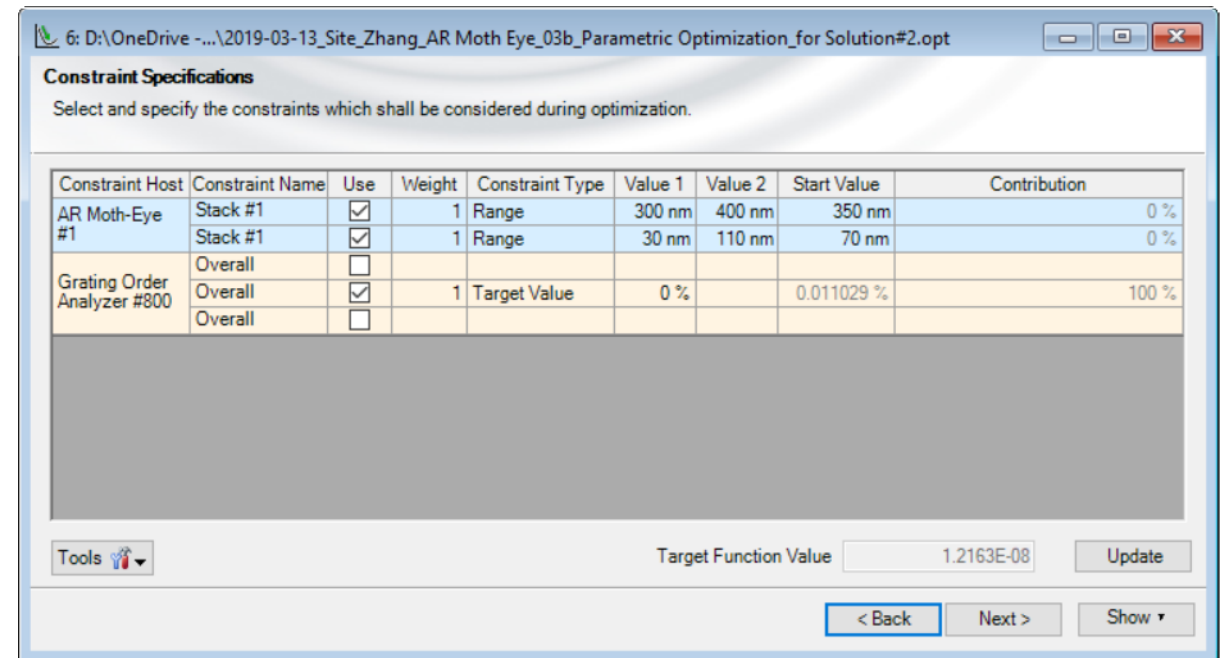 6: D:\OneDrive -...\2019-03-13_Site_Zhang_AR Moth Eye_03b_Parametric Optimization_for Solution#2.opt
Constraint Specifications
Select and specify the constraints which shall be considered during optimization.
Constraint Host Constraint Name Use Weight Constraint Type Value 1 Value 2 Start Value Contribution
AR Moth-Eye #1 Stack #1 1 Range 300 nm 400 nm 350 nm 0 %
Stack #1 1 Range 30 nm 110 nm 70 nm 0 %
Grating Order Analyzer #800 Overall
Overall 1 Target Value 0 % 0.011029 % 100 %
Overall
Tools Target Function Value 1.2163E-08 Update
< Back Next > Show